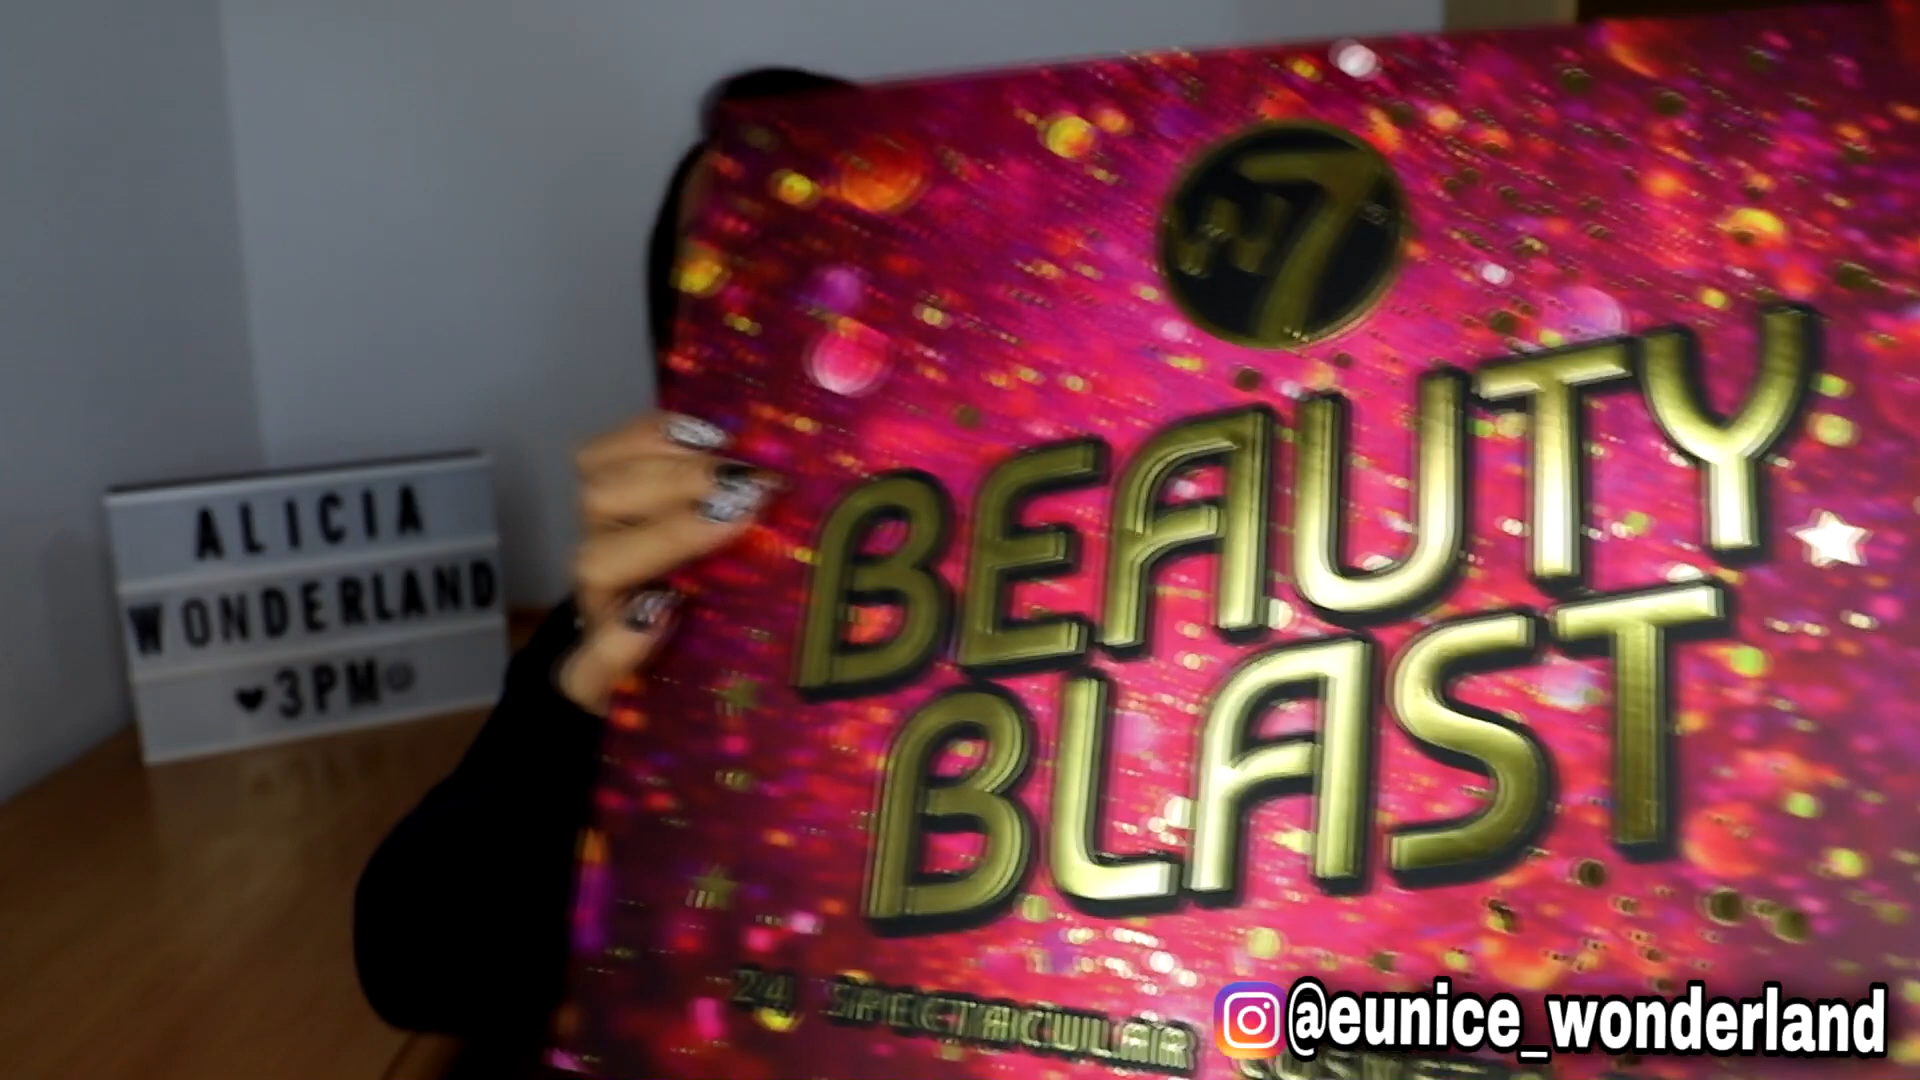 ALICIA
WONDERLAND
♥3PM☺
W7
BEAUTY
BLAST
24 SPECTACULAR
@eunice_wonderland